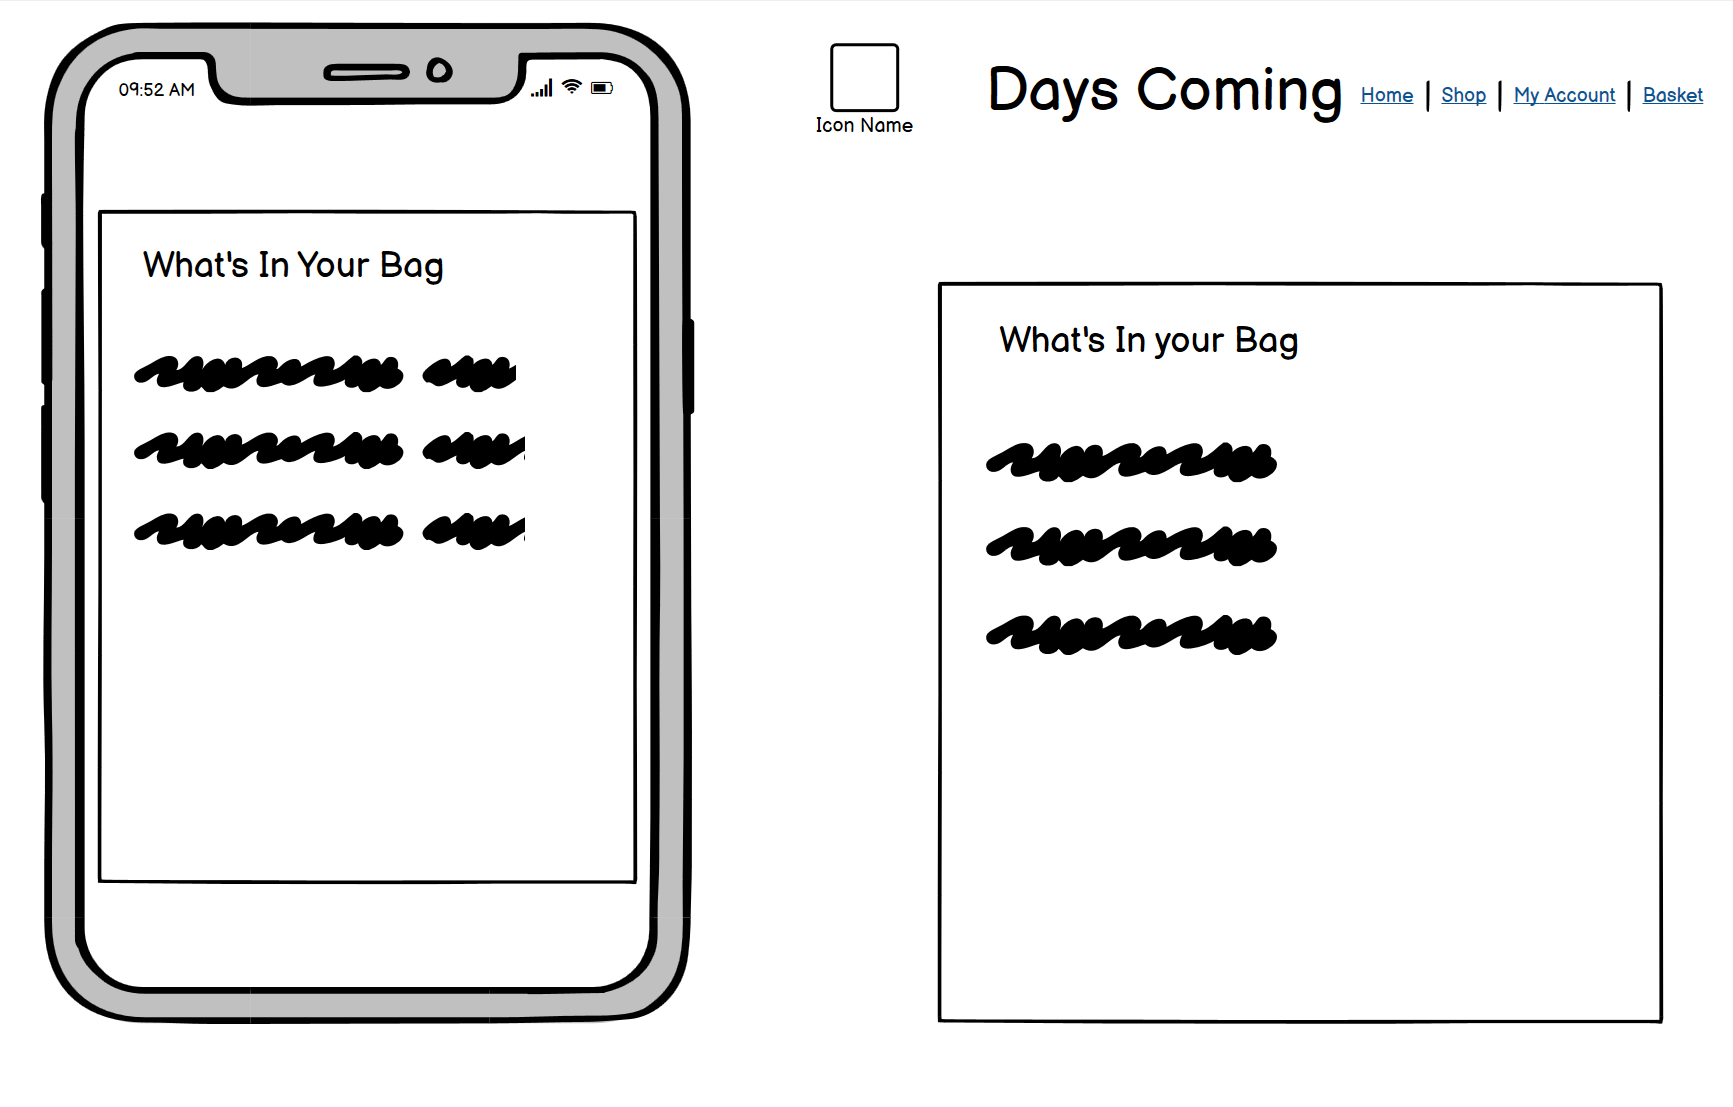 09:52 AM
What's In Your Bag
Icon Name
Days Coming
Home | Shop | My Account | Basket
What's In your Bag